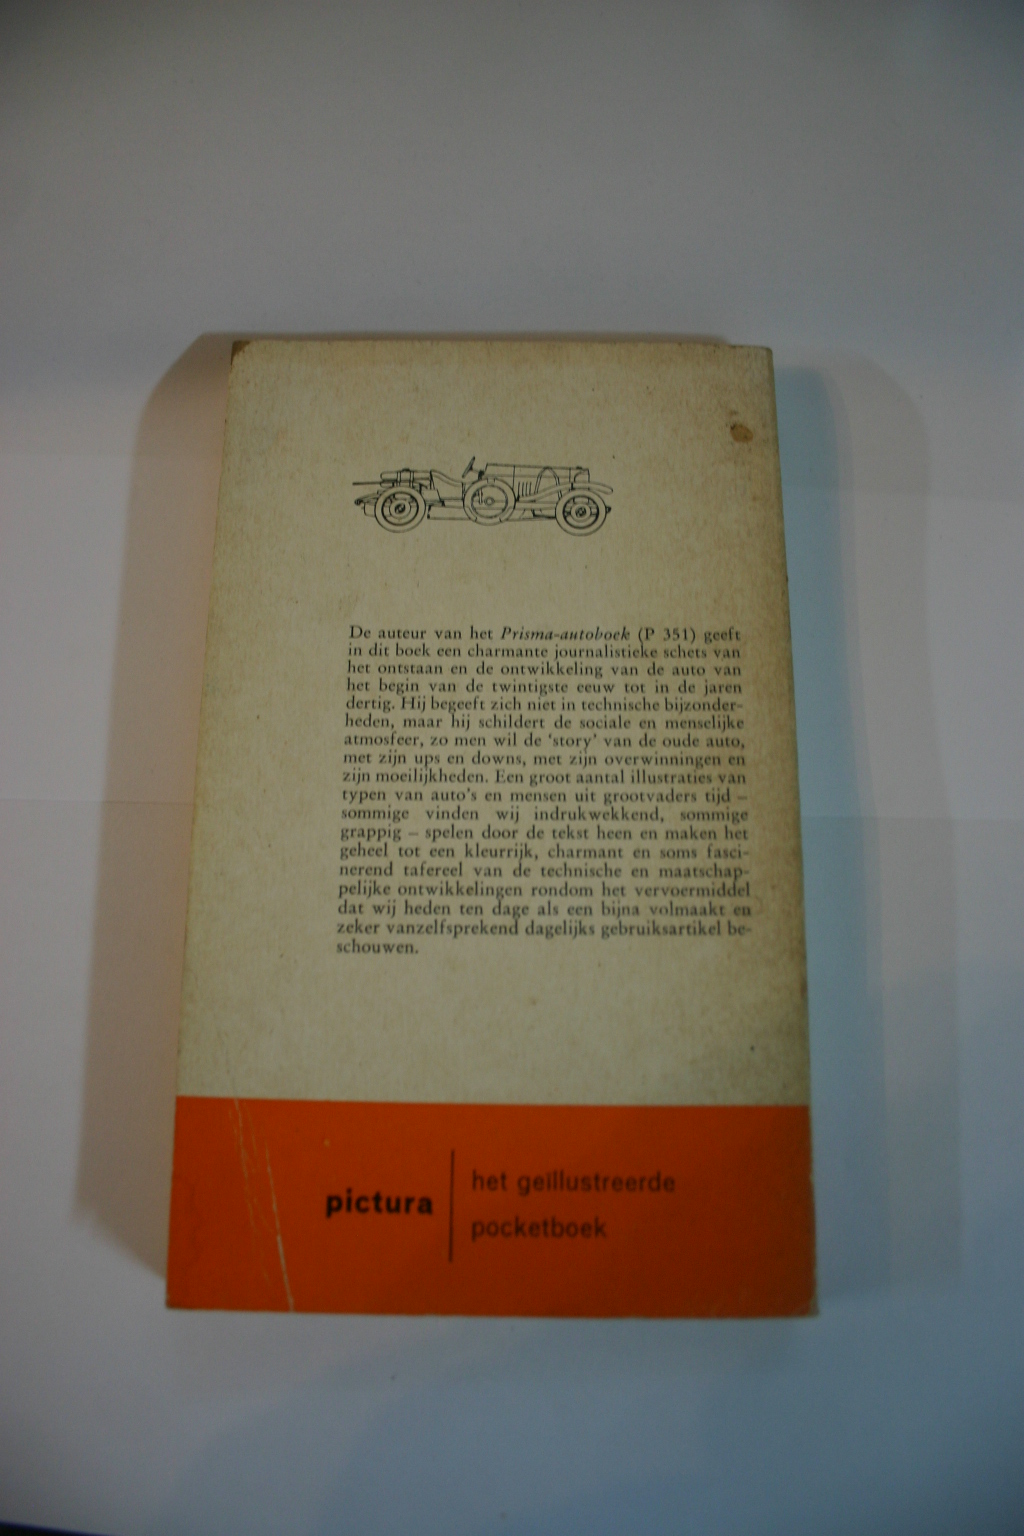 De auteur van het Prisma-autoboek (P 351) geeft
in dit boek een charmante journalistieke schets van
het ontstaan en de ontwikkeling van de auto van
het begin van de twintigste eeuw tot in de jaren
dertig. Hij begeeft zich niet in technische bijzonder-
heden, maar hij schildert de sociale en menselijke
atmosfeer, zo men wil de 'story' van de oude auto,
met zijn ups en downs, met zijn overwinningen en
zijn moeilijkheden. Een groot aantal illustraties van
typen van auto's en mensen uit grootvaders tijd –
sommige vinden wij indrukwekkend, sommige
grappig – spelen door de tekst heen en maken het
geheel tot een kleurrijk, charmant en soms fasci-
nerend tafereel van de technische en maatschap-
pelijke ontwikkelingen rondom het vervoermiddel
dat wij heden ten dage als een bijna volmaakt en
zeker vanzelfsprekend dagelijks gebruiksartikel be-
schouwen.
pictura
het geïllustreerde
pocketboek